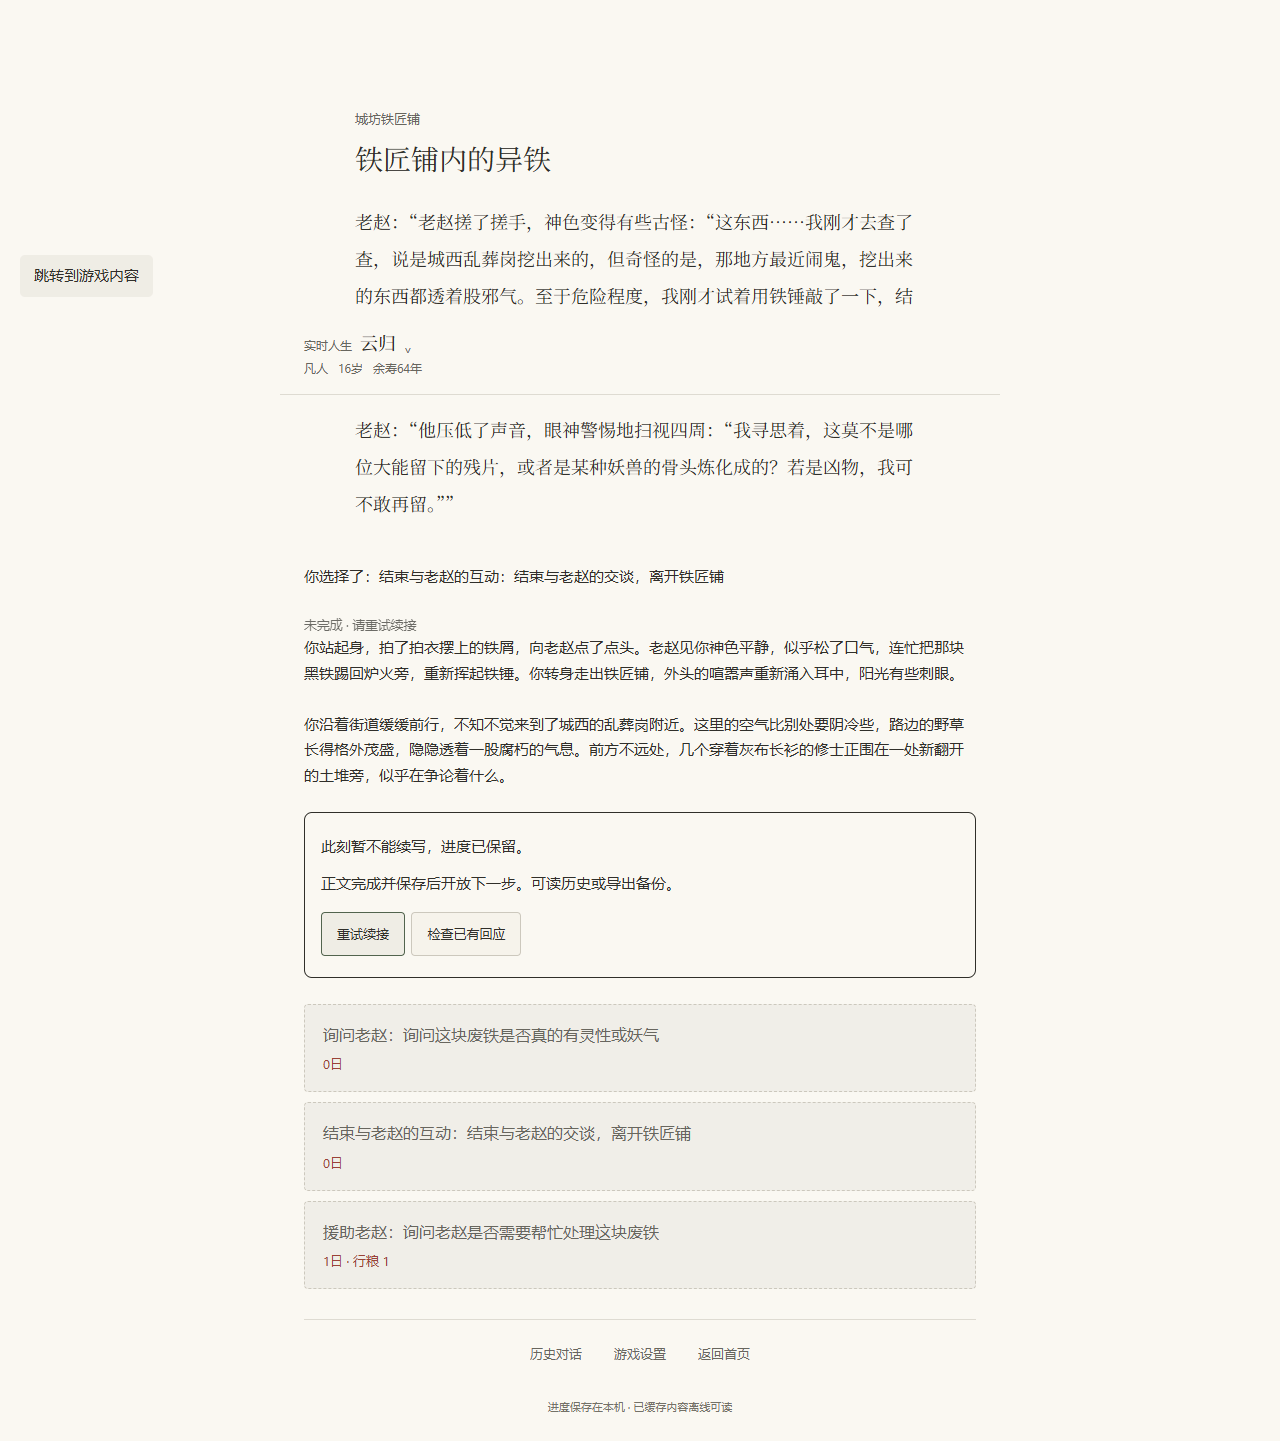 城坊铁匠铺
铁匠铺内的异铁
老赵：“老赵搓了搓手，神色变得有些古怪：“这东西……我刚才去查了
查，说是城西乱葬岗挖出来的，但奇怪的是，那地方最近闹鬼，挖出来
的东西都透着股邪气。至于危险程度，我刚才试着用铁锤敲了一下，结
跳转到游戏内容
实时人生 云归 v
凡人 16岁 余寿64年
老赵：“他压低了声音，眼神警惕地扫视四周：“我寻思着，这莫不是哪
位大能留下的残片，或者是某种妖兽的骨头炼化成的？若是凶物，我可
不敢再留。””
你选择了：结束与老赵的互动：结束与老赵的交谈，离开铁匠铺
未完成 · 请重试续接
你站起身，拍了拍衣摆上的铁屑，向老赵点了点头。老赵见你神色平静，似乎松了口气，连忙把那块
黑铁踢回炉火旁，重新挥起铁锤。你转身走出铁匠铺，外头的喧嚣声重新涌入耳中，阳光有些刺眼。
你沿着街道缓缓前行，不知不觉来到了城西的乱葬岗附近。这里的空气比别处要阴冷些，路边的野草
长得格外茂盛，隐隐透着一股腐朽的气息。前方不远处，几个穿着灰布长衫的修士正围在一处新翻开
的土堆旁，似乎在争论着什么。
此刻暂不能续写，进度已保留。
正文完成并保存后开放下一步。可读历史或导出备份。
重试续接 检查已有回应
询问老赵：询问这块废铁是否真的有灵性或妖气
0日
结束与老赵的互动：结束与老赵的交谈，离开铁匠铺
0日
援助老赵：询问老赵是否需要帮忙处理这块废铁
1日 · 行粮 1
历史对话 游戏设置 返回首页
进度保存在本机 · 已缓存内容离线可读